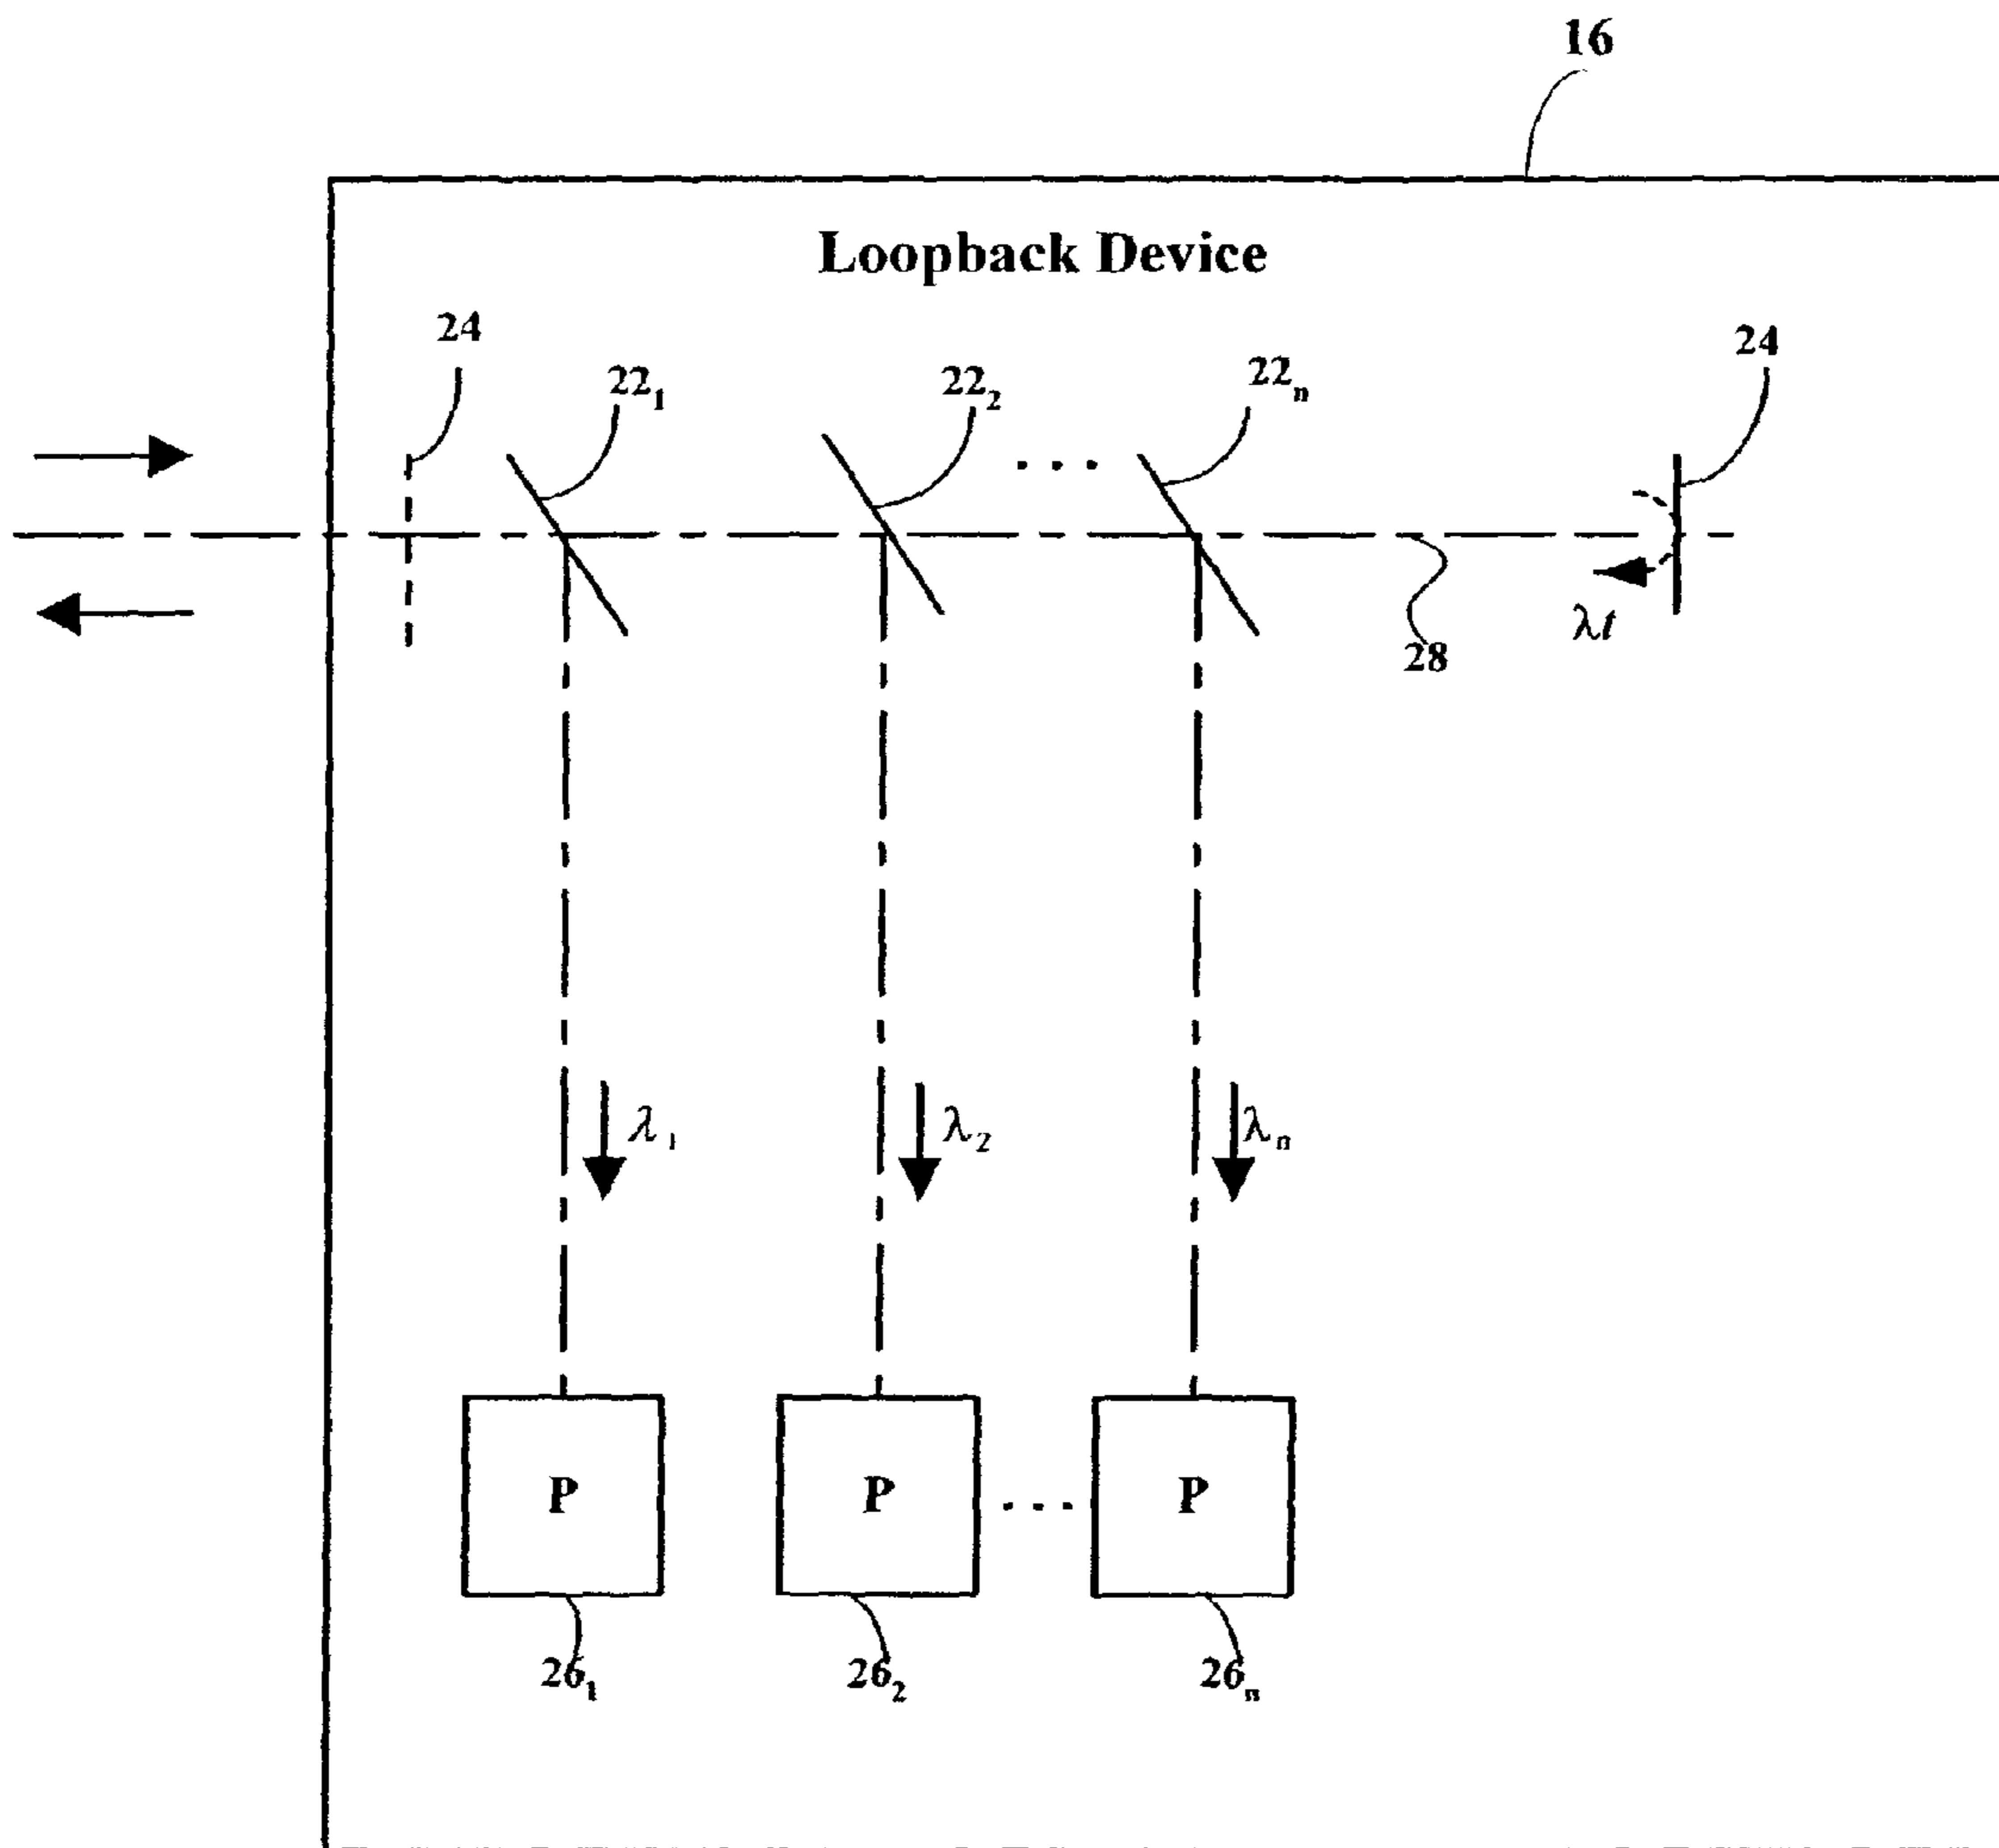 16
Loopback Device
24
22₁
22₂
22ₙ
24
...
λt
28
λ₁
λ₂
λₙ
P
P
...
P
26₁
26₂
26ₙ